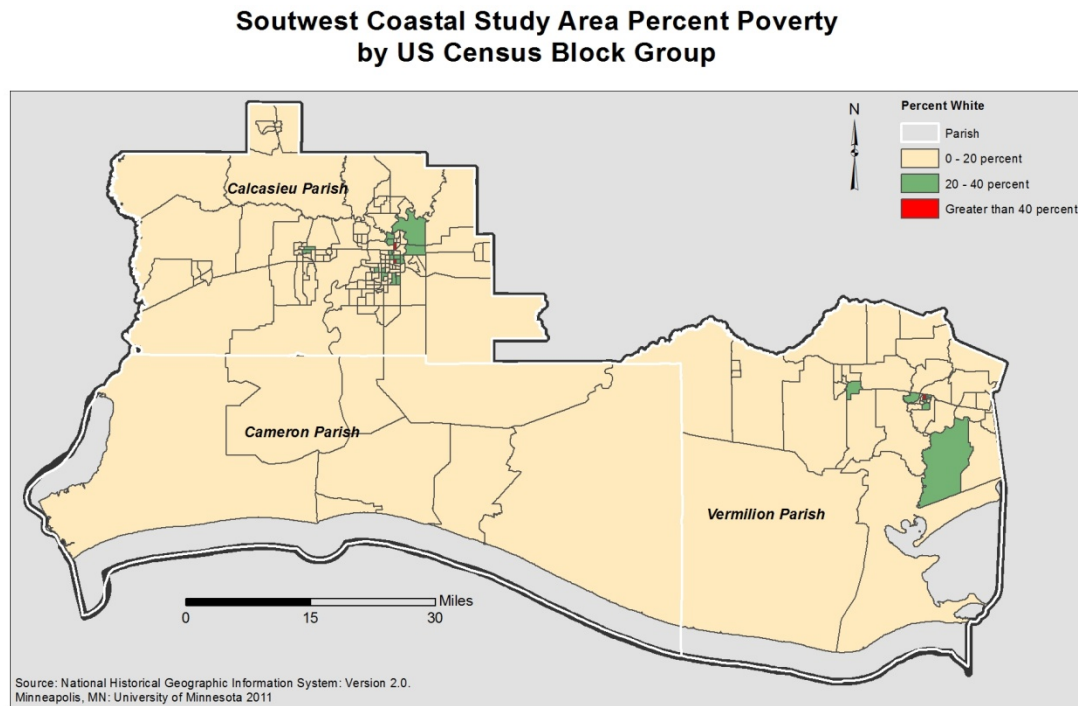 Soutwest Coastal Study Area Percent Poverty
by US Census Block Group
N
Percent White
Parish
0 - 20 percent
20 - 40 percent
Greater than 40 percent
Calcasieu Parish
Cameron Parish
Vermilion Parish
Miles
0 15 30
Source: National Historical Geographic Information System: Version 2.0.
Minneapolis, MN: University of Minnesota 2011